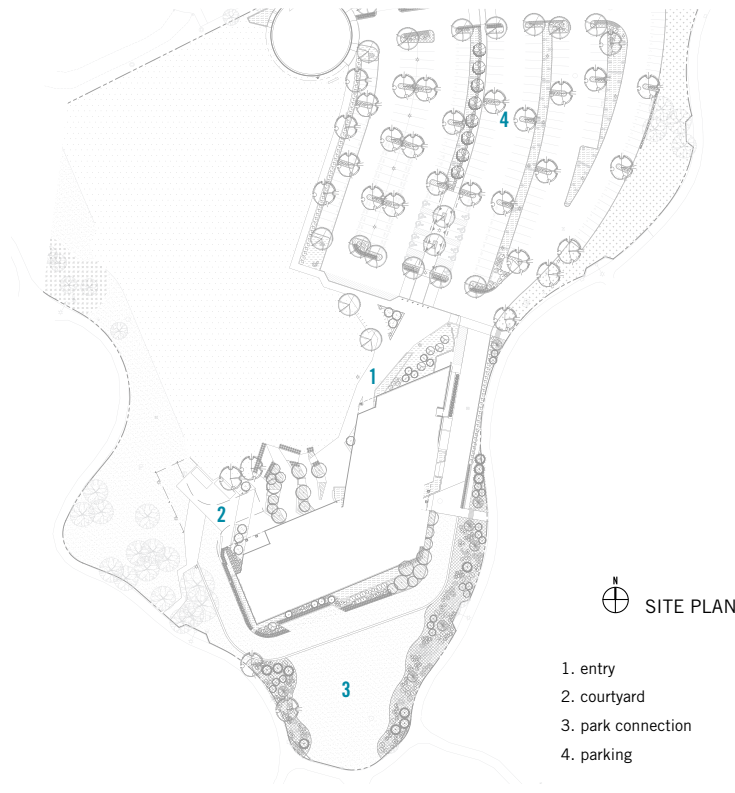 4
1
2
3
N
SITE PLAN
1. entry
2. courtyard
3. park connection
4. parking